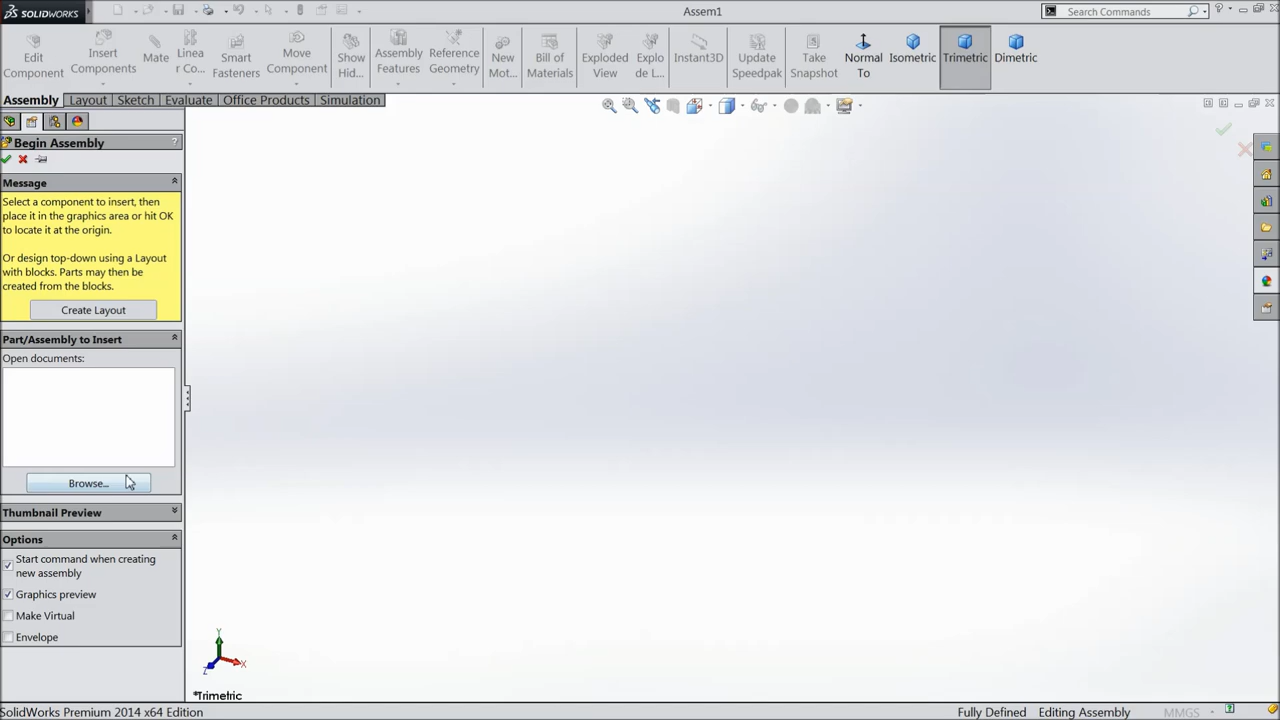 SOLIDWORKS
Assem1
Search Commands
Edit
Component
Insert
Components
Mate
Linea
r Co...
Smart
Fasteners
Move
Component
Show
Hid...
Assembly
Features
Reference
Geometry
New
Mot...
Bill of
Materials
Exploded
View
Explo
de L...
Instant3D
Update
Speedpak
Take
Snapshot
Normal
To
Isometric
Trimetric
Dimetric
Assembly
Layout
Sketch
Evaluate
Office Products
Simulation
Begin Assembly
?
Message
Select a component to insert, then
place it in the graphics area or hit OK
to locate it at the origin.
Or design top-down using a Layout
with blocks. Parts may then be
created from the blocks.
Create Layout
Part/Assembly to Insert
Open documents:
Browse...
Thumbnail Preview
Options
Start command when creating
new assembly
Graphics preview
Make Virtual
Envelope
Y
X
Z
*Trimetric
SolidWorks Premium 2014 x64 Edition
Fully Defined
Editing Assembly
MMGS
?